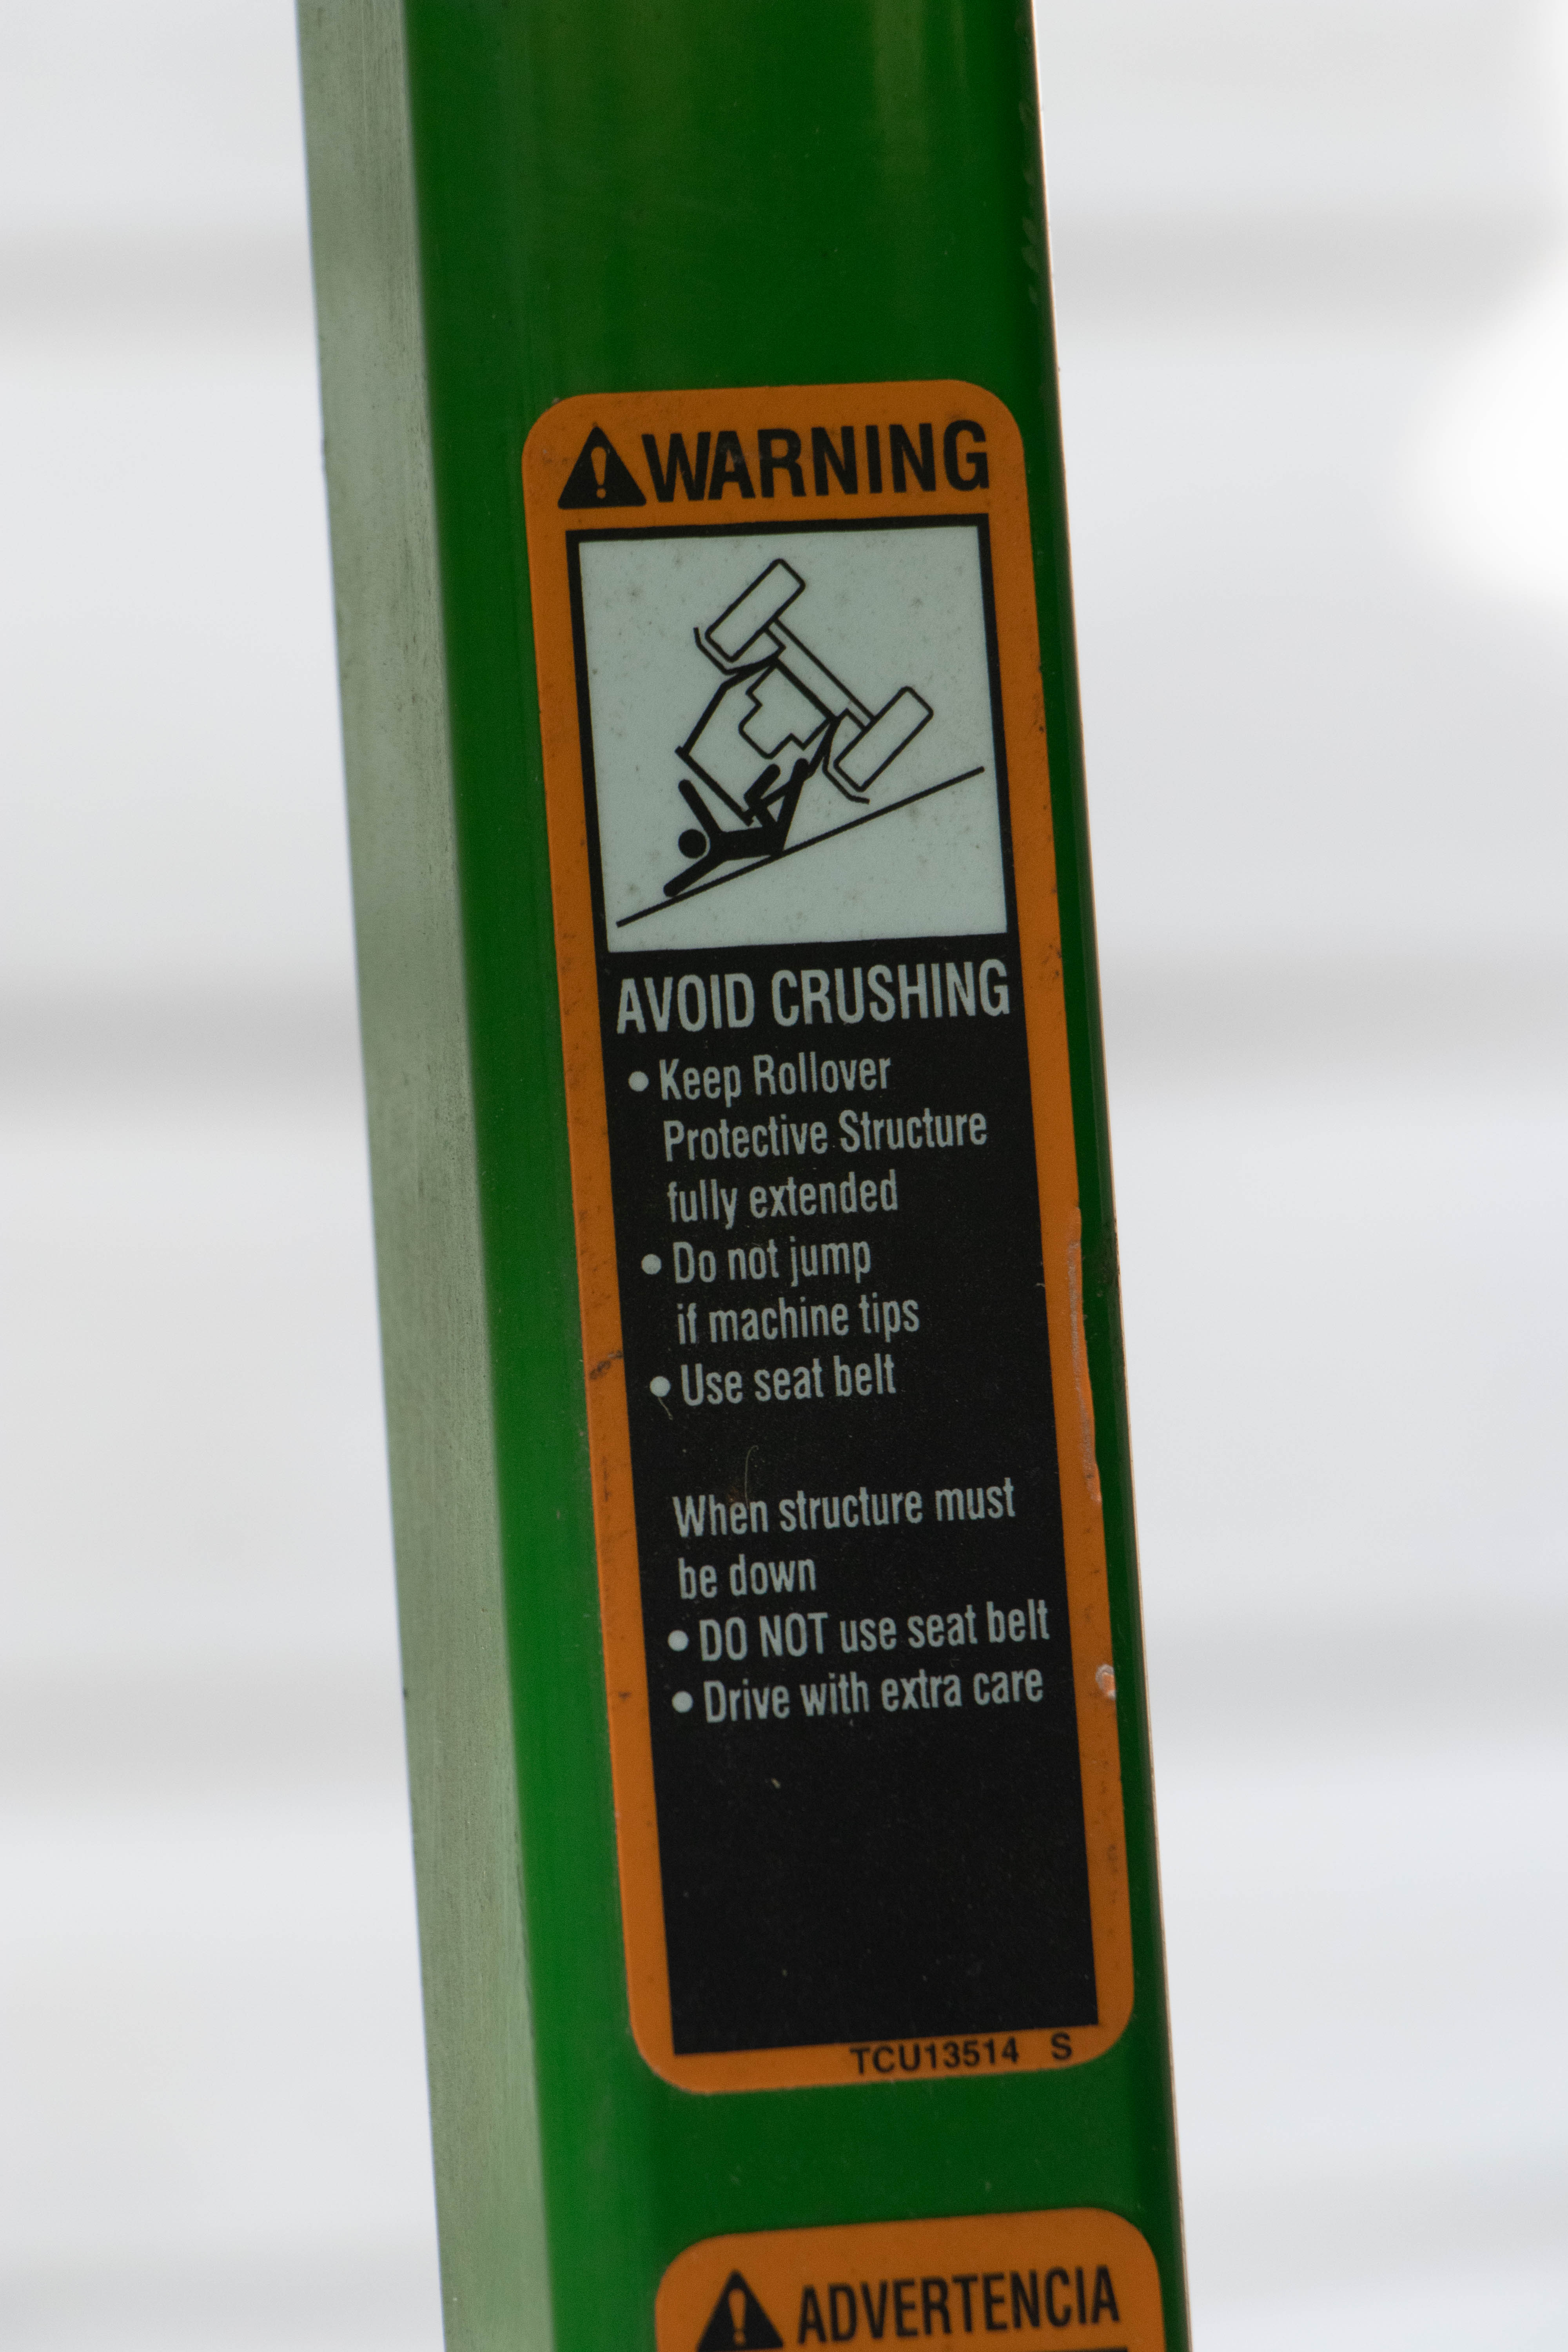 WARNING
AVOID CRUSHING
• Keep Rollover
Protective Structure
fully extended
• Do not jump
if machine tips
• Use seat belt
When structure must
be down
• DO NOT use seat belt
• Drive with extra care
TCU13514 S
ADVERTENCIA